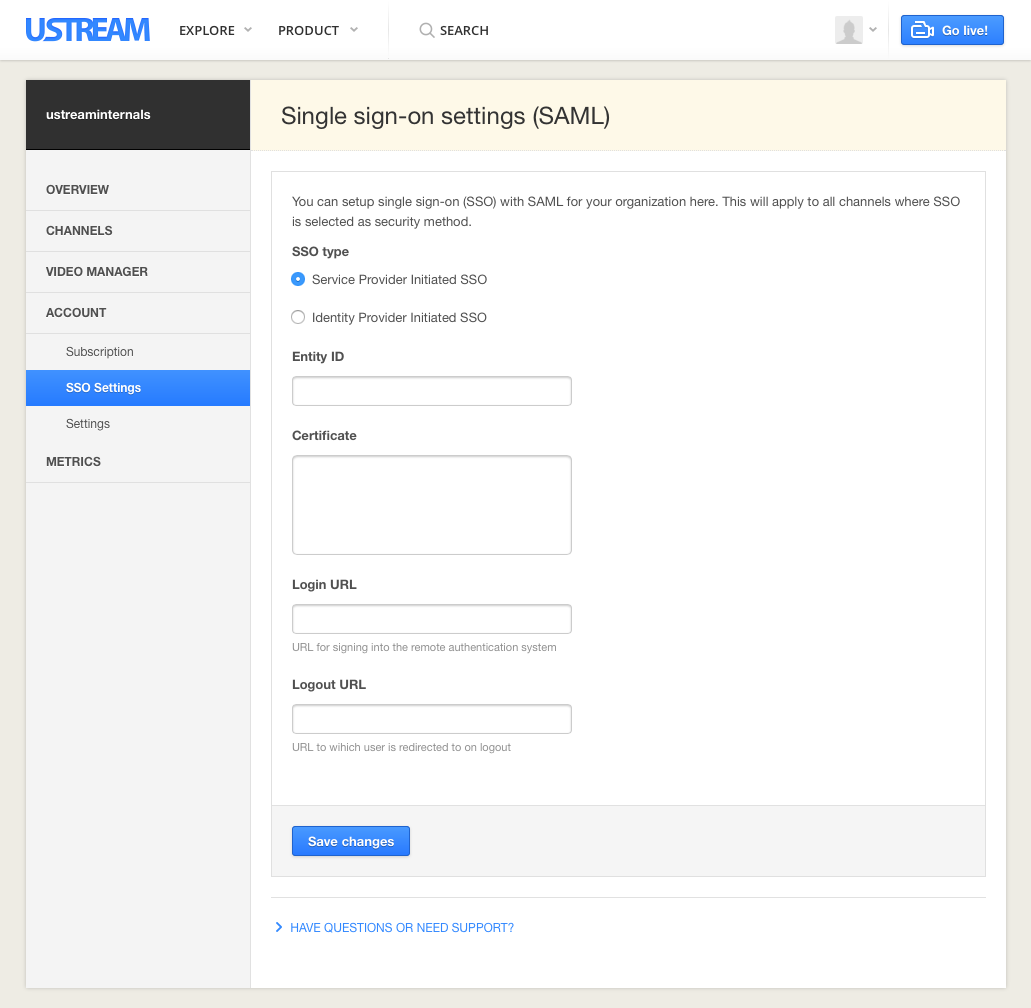 USTREAM EXPLORE PRODUCT SEARCH Go live!
ustreaminternals
Single sign-on settings (SAML)
OVERVIEW
CHANNELS
VIDEO MANAGER
ACCOUNT
Subscription
SSO Settings
Settings
METRICS
You can setup single sign-on (SSO) with SAML for your organization here. This will apply to all channels where SSO
is selected as security method.
SSO type
Service Provider Initiated SSO
Identity Provider Initiated SSO
Entity ID
Certificate
Login URL
URL for signing into the remote authentication system
Logout URL
URL to wihich user is redirected to on logout
Save changes
HAVE QUESTIONS OR NEED SUPPORT?